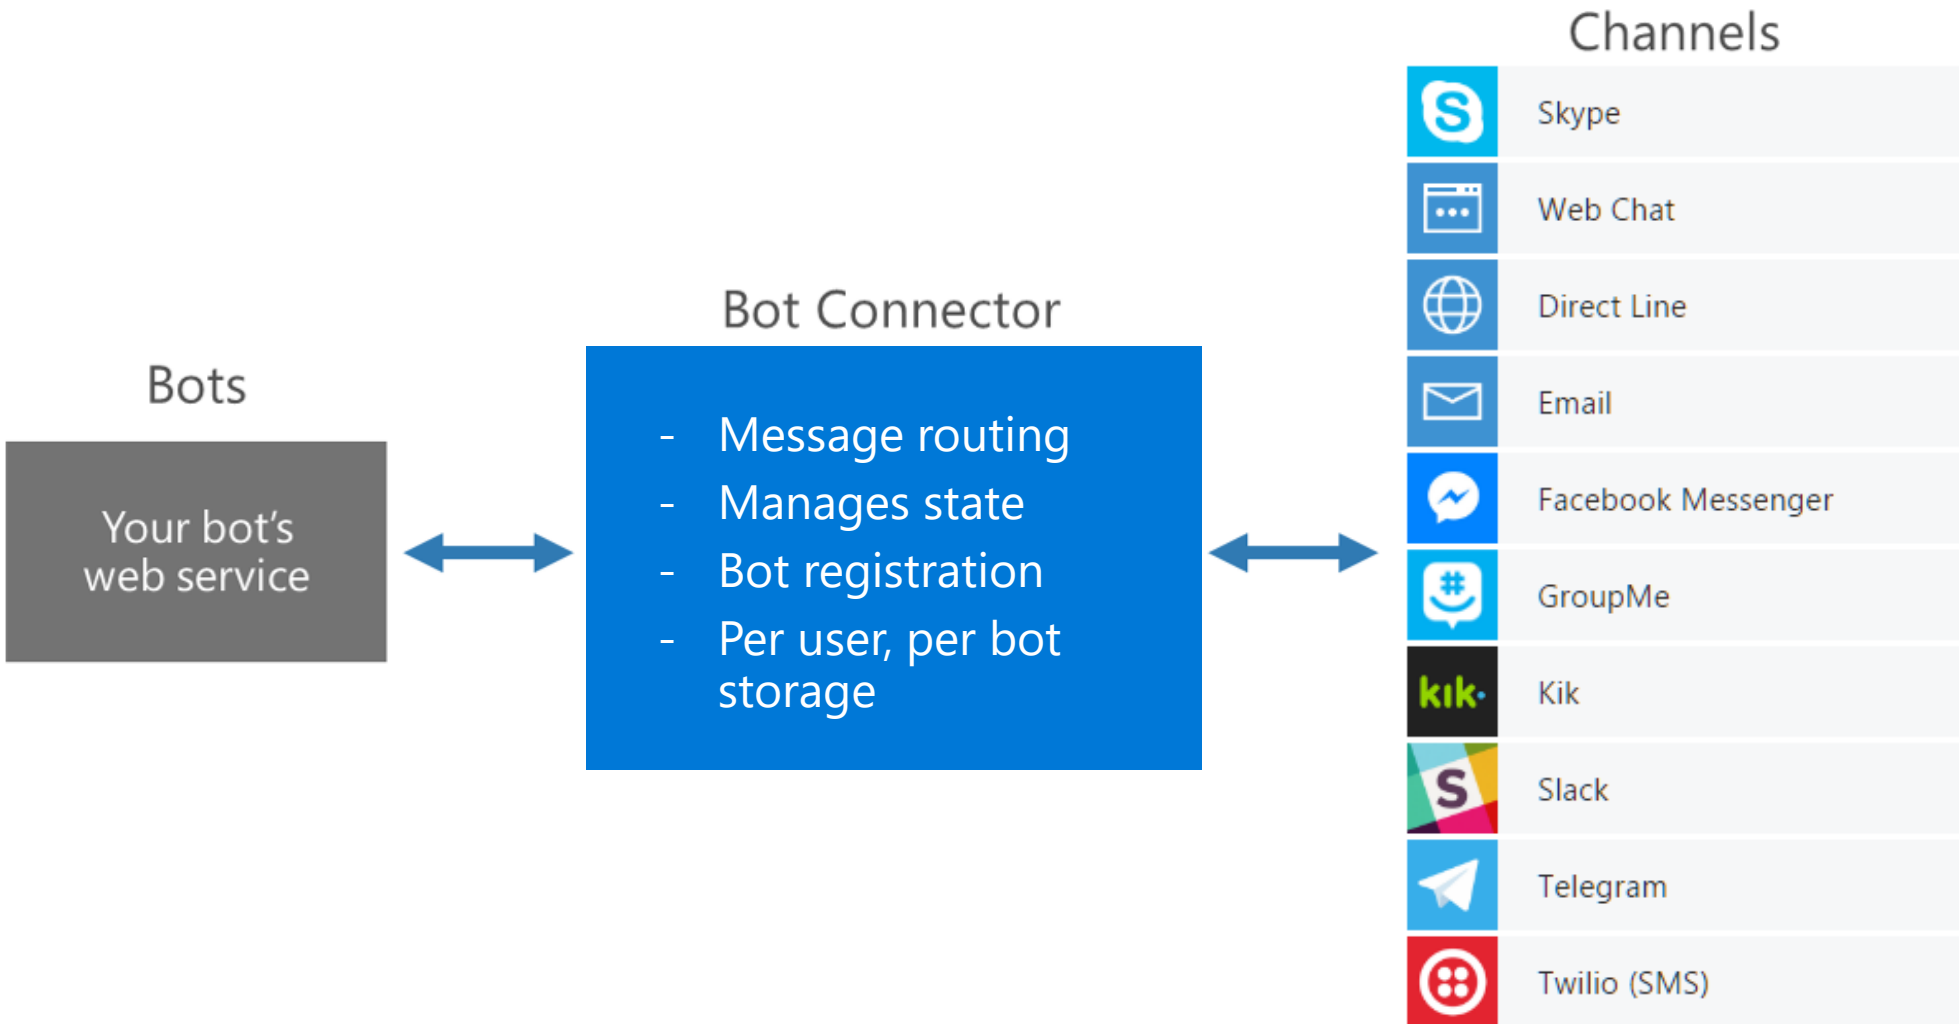 Channels
Skype
Web Chat
Direct Line
Email
Facebook Messenger
GroupMe
kik
Kik
Slack
Telegram
Twilio (SMS)
Bot Connector
- Message routing
- Manages state
- Bot registration
- Per user, per bot
storage
Bots
Your bot's
web service